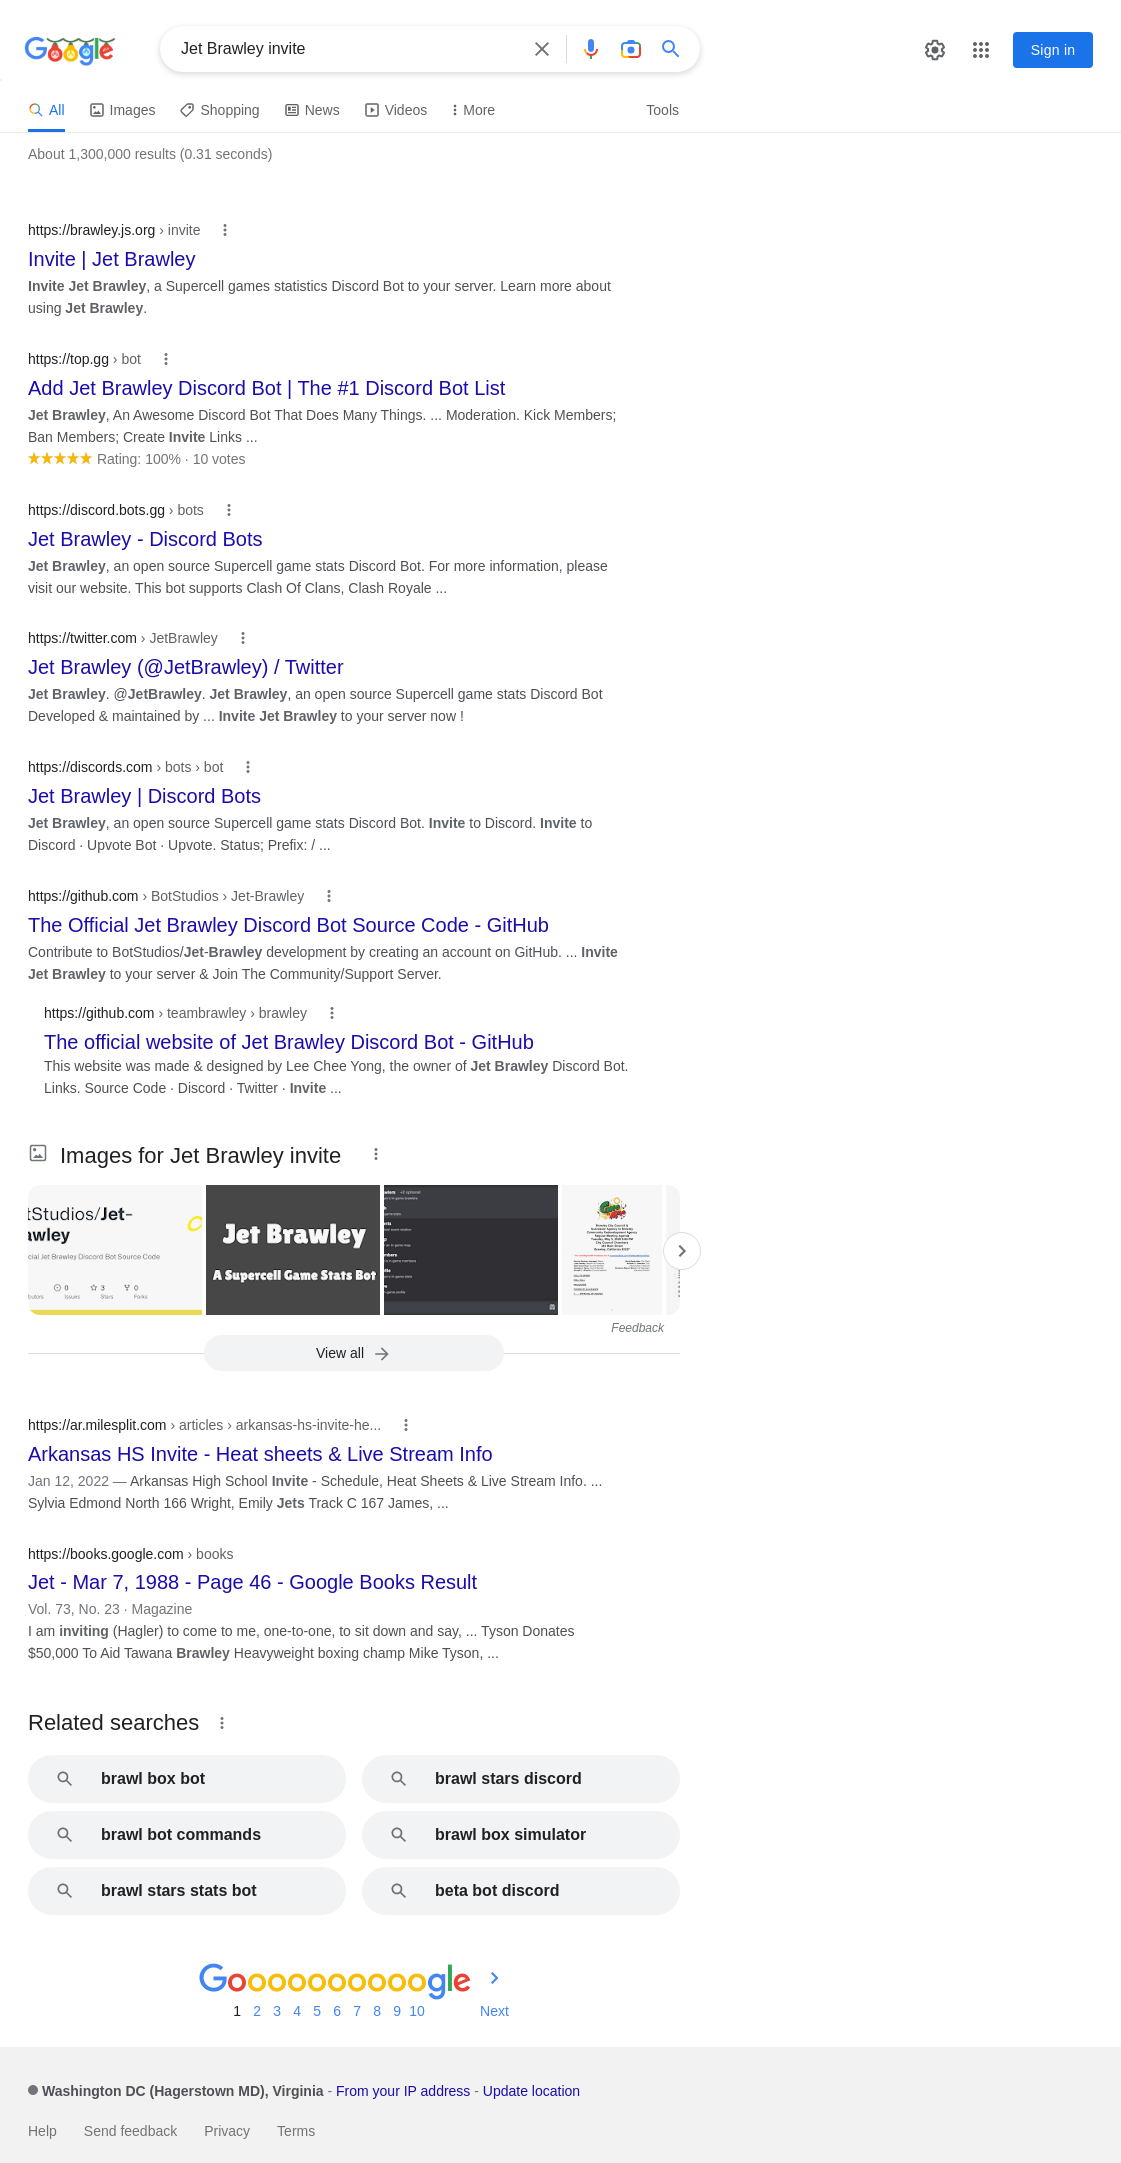 Google
Jet Brawley invite
Sign in
All Images Shopping News Videos More Tools
About 1,300,000 results (0.31 seconds)
https://brawley.js.org › invite
Invite | Jet Brawley
Invite Jet Brawley, a Supercell games statistics Discord Bot to your server. Learn more about
using Jet Brawley.
https://top.gg › bot
Add Jet Brawley Discord Bot | The #1 Discord Bot List
Jet Brawley, An Awesome Discord Bot That Does Many Things. ... Moderation. Kick Members;
Ban Members; Create Invite Links ...
Rating: 100% · 10 votes
https://discord.bots.gg › bots
Jet Brawley - Discord Bots
Jet Brawley, an open source Supercell game stats Discord Bot. For more information, please
visit our website. This bot supports Clash Of Clans, Clash Royale ...
https://twitter.com › JetBrawley
Jet Brawley (@JetBrawley) / Twitter
Jet Brawley. @JetBrawley. Jet Brawley, an open source Supercell game stats Discord Bot
Developed & maintained by ... Invite Jet Brawley to your server now !
https://discords.com › bots › bot
Jet Brawley | Discord Bots
Jet Brawley, an open source Supercell game stats Discord Bot. Invite to Discord. Invite to
Discord · Upvote Bot · Upvote. Status; Prefix: / ...
https://github.com › BotStudios › Jet-Brawley
The Official Jet Brawley Discord Bot Source Code - GitHub
Contribute to BotStudios/Jet-Brawley development by creating an account on GitHub. ... Invite
Jet Brawley to your server & Join The Community/Support Server.
https://github.com › teambrawley › brawley
The official website of Jet Brawley Discord Bot - GitHub
This website was made & designed by Lee Chee Yong, the owner of Jet Brawley Discord Bot.
Links. Source Code · Discord · Twitter · Invite ...
Images for Jet Brawley invite
tStudios/Jet-
awley
cial Jet Brawley Discord Bot Source Code
0 3 0
Issues Stars Forks
Jet Brawley
A Supercell Game Stats Bot
Feedback
View all
https://ar.milesplit.com › articles › arkansas-hs-invite-he...
Arkansas HS Invite - Heat sheets & Live Stream Info
Jan 12, 2022 — Arkansas High School Invite - Schedule, Heat Sheets & Live Stream Info. ...
Sylvia Edmond North 166 Wright, Emily Jets Track C 167 James, ...
https://books.google.com › books
Jet - Mar 7, 1988 - Page 46 - Google Books Result
Vol. 73, No. 23 · Magazine
I am inviting (Hagler) to come to me, one-to-one, to sit down and say, ... Tyson Donates
$50,000 To Aid Tawana Brawley Heavyweight boxing champ Mike Tyson, ...
Related searches
brawl box bot brawl stars discord
brawl bot commands brawl box simulator
brawl stars stats bot beta bot discord
Goooooooooogle
1 2 3 4 5 6 7 8 9 10 Next
Washington DC (Hagerstown MD), Virginia - From your IP address - Update location
Help Send feedback Privacy Terms